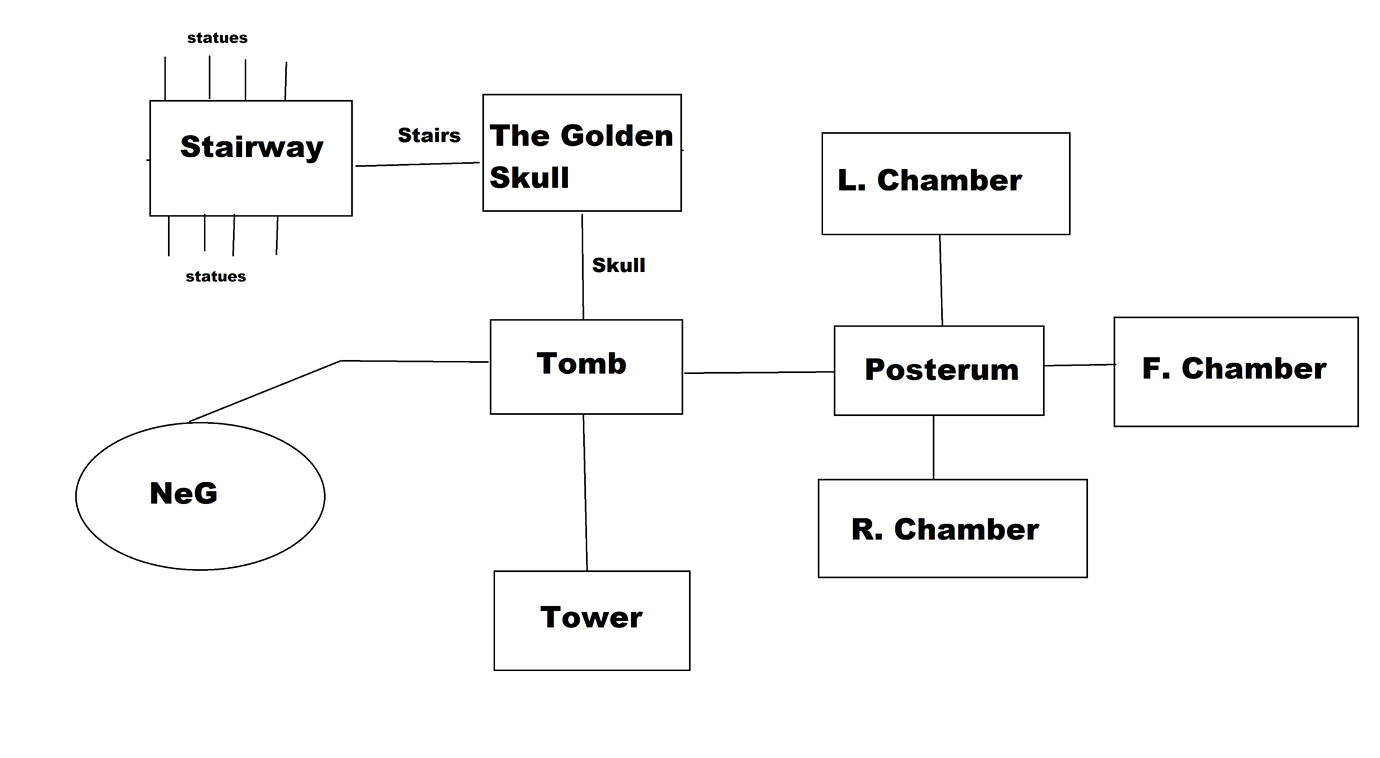 statues
Stairway
statues
Stairs
The Golden
Skull
Skull
L. Chamber
Tomb
Posterum
F. Chamber
NeG
R. Chamber
Tower